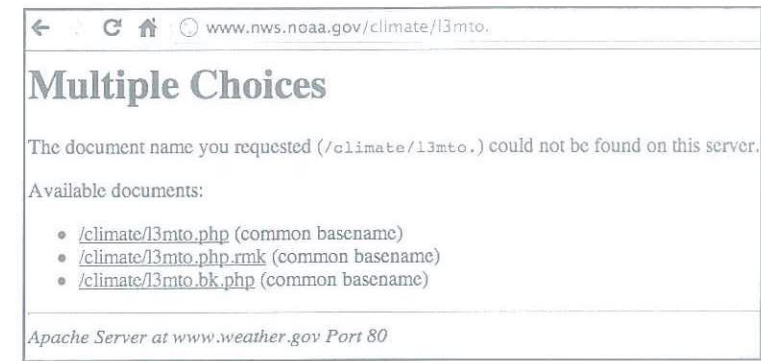 www.nws.noaa.gov/climate/l3mto.
Multiple Choices
The document name you requested (/climate/l3mto.) could not be found on this server.
Available documents:
• /climate/l3mto.php (common basename)
• /climate/l3mto.php.rmk (common basename)
• /climate/l3mto.bk.php (common basename)
Apache Server at www.weather.gov Port 80